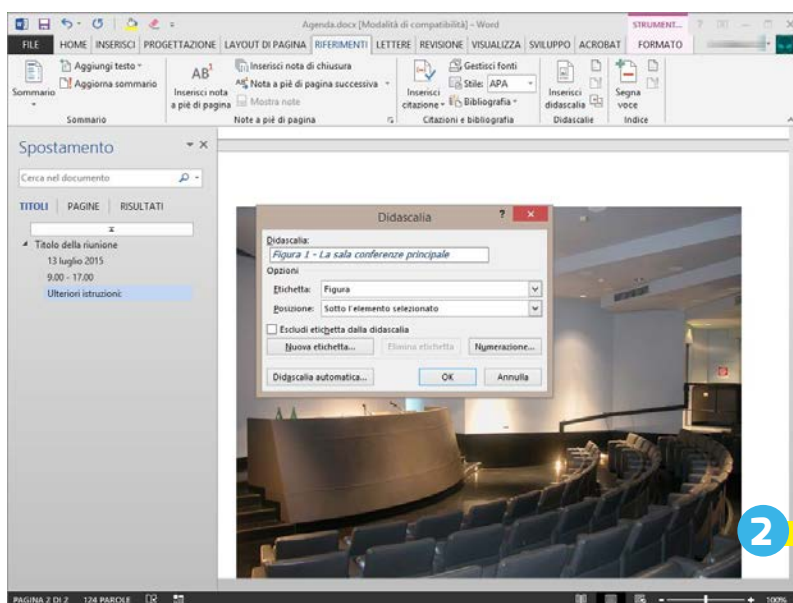 Agenda.docx [Modalità di compatibilità] - Word
STRUMENT...
FILE HOME INSERISCI PROGETTAZIONE LAYOUT DI PAGINA RIFERIMENTI LETTERE REVISIONE VISUALIZZA SVILUPPO ACROBAT FORMATO
Sommario
Aggiungi testo
Aggiorna sommario
Sommario
AB¹
Inserisci nota
a piè di pagina
Inserisci nota di chiusura
Nota a piè di pagina successiva
Mostra note
Note a piè di pagina
Inserisci
citazione
Gestisci fonti
Stile: APA
Bibliografia
Citazioni e bibliografia
Inserisci
didascalia
Didascalie
Segna
voce
Indice
Spostamento
Cerca nel documento
TITOLI PAGINE RISULTATI
Titolo della riunione
13 luglio 2015
9.00 - 17.00
Ulteriori istruzioni:
Didascalia
?
Didascalia:
Figura 1 - La sala conferenze principale
Opzioni
Etichetta: Figura
Posizione: Sotto l'elemento selezionato
Escludi etichetta dalla didascalia
Nuova etichetta... Elimina etichetta Numerazione...
Didascalia automatica... OK Annulla
2
PAGINA 2 DI 2 124 PAROLE 100%